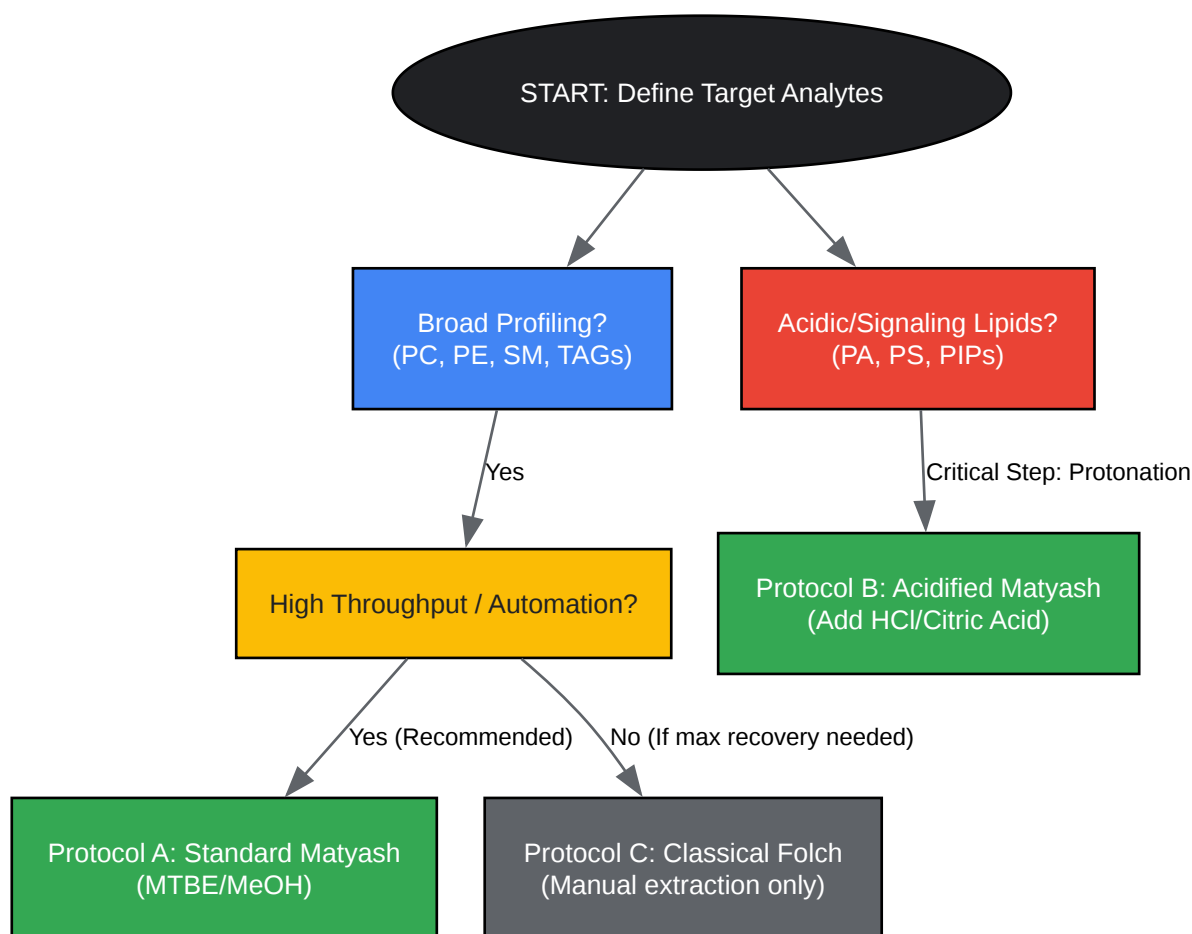 START: Define Target Analytes
Broad Profiling?
(PC, PE, SM, TAGs)
Acidic/Signaling Lipids?
(PA, PS, PIPs)
Yes
Critical Step: Protonation
High Throughput / Automation?
Protocol B: Acidified Matyash
(Add HCl/Citric Acid)
Yes (Recommended)
No (If max recovery needed)
Protocol A: Standard Matyash
(MTBE/MeOH)
Protocol C: Classical Folch
(Manual extraction only)